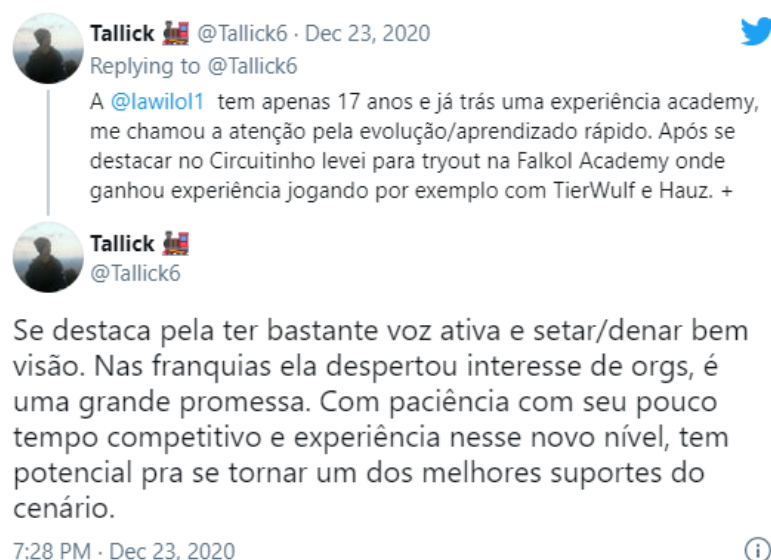 Tallick 🚂 @Tallick6 · Dec 23, 2020
Replying to @Tallick6
A @lawilol1 tem apenas 17 anos e já trás uma experiência academy,
me chamou a atenção pela evolução/aprendizado rápido. Após se
destacar no Circuitinho levei para tryout na Falkol Academy onde
ganhou experiência jogando por exemplo com TierWulf e Hauz. +
Tallick 🚂
@Tallick6
Se destaca pela ter bastante voz ativa e setar/denar bem
visão. Nas franquias ela despertou interesse de orgs, é
uma grande promessa. Com paciência com seu pouco
tempo competitivo e experiência nesse novo nível, tem
potencial pra se tornar um dos melhores suportes do
cenário.
7:28 PM · Dec 23, 2020